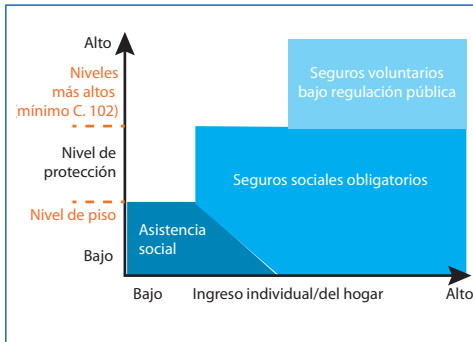 Alto
Niveles
más altos
(mínimo C. 102)
Nivel de
protección
Nivel de piso
Bajo
Seguros voluntarios
bajo regulación pública
Seguros sociales obligatorios
Asistencia
social
Bajo
Ingreso individual/del hogar
Alto